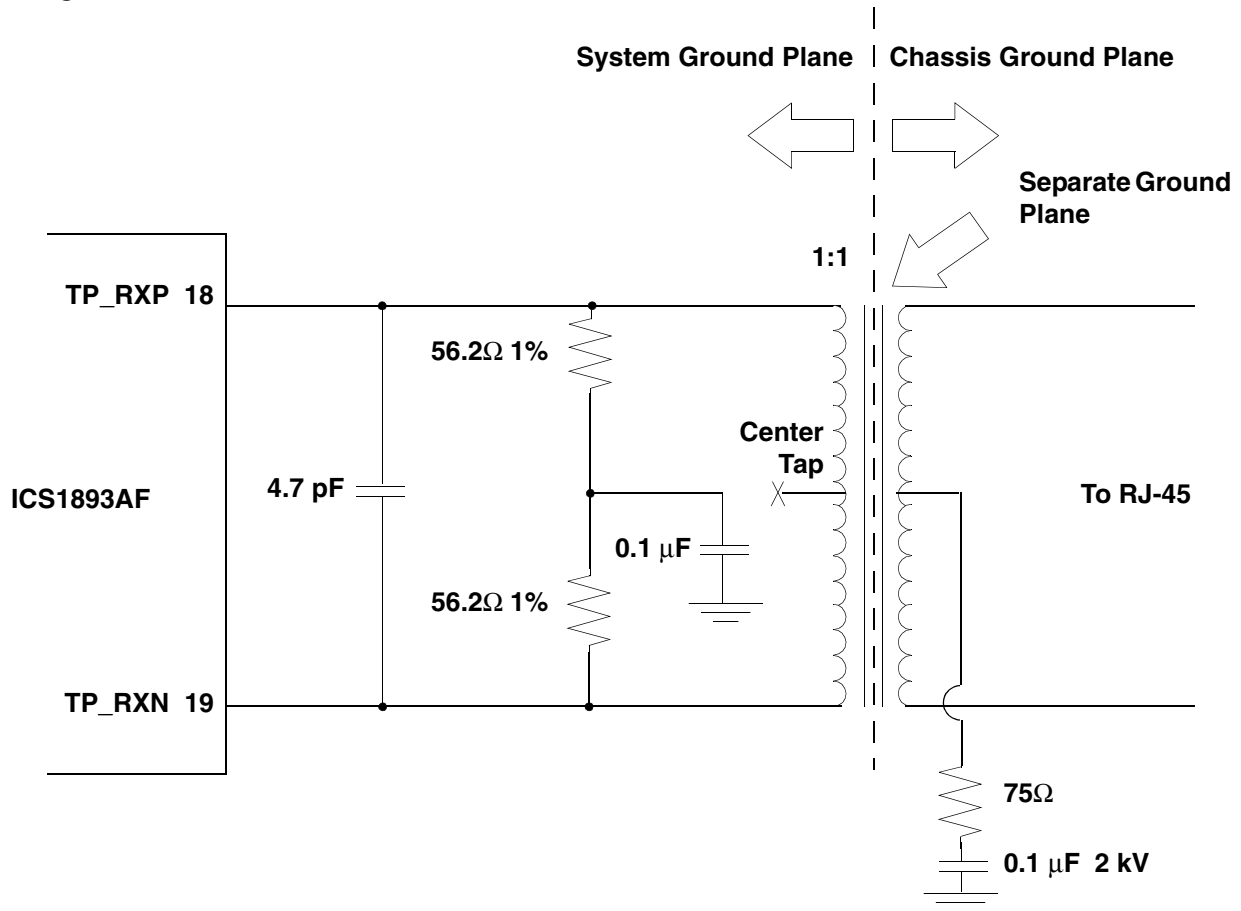 System Ground Plane
Chassis Ground Plane
Separate Ground
Plane
1:1
TP_RXP 18
56.2Ω 1%
Center
Tap
4.7 pF
ICS1893AF
To RJ-45
0.1 μF
56.2Ω 1%
TP_RXN 19
75Ω
0.1 μF 2 kV